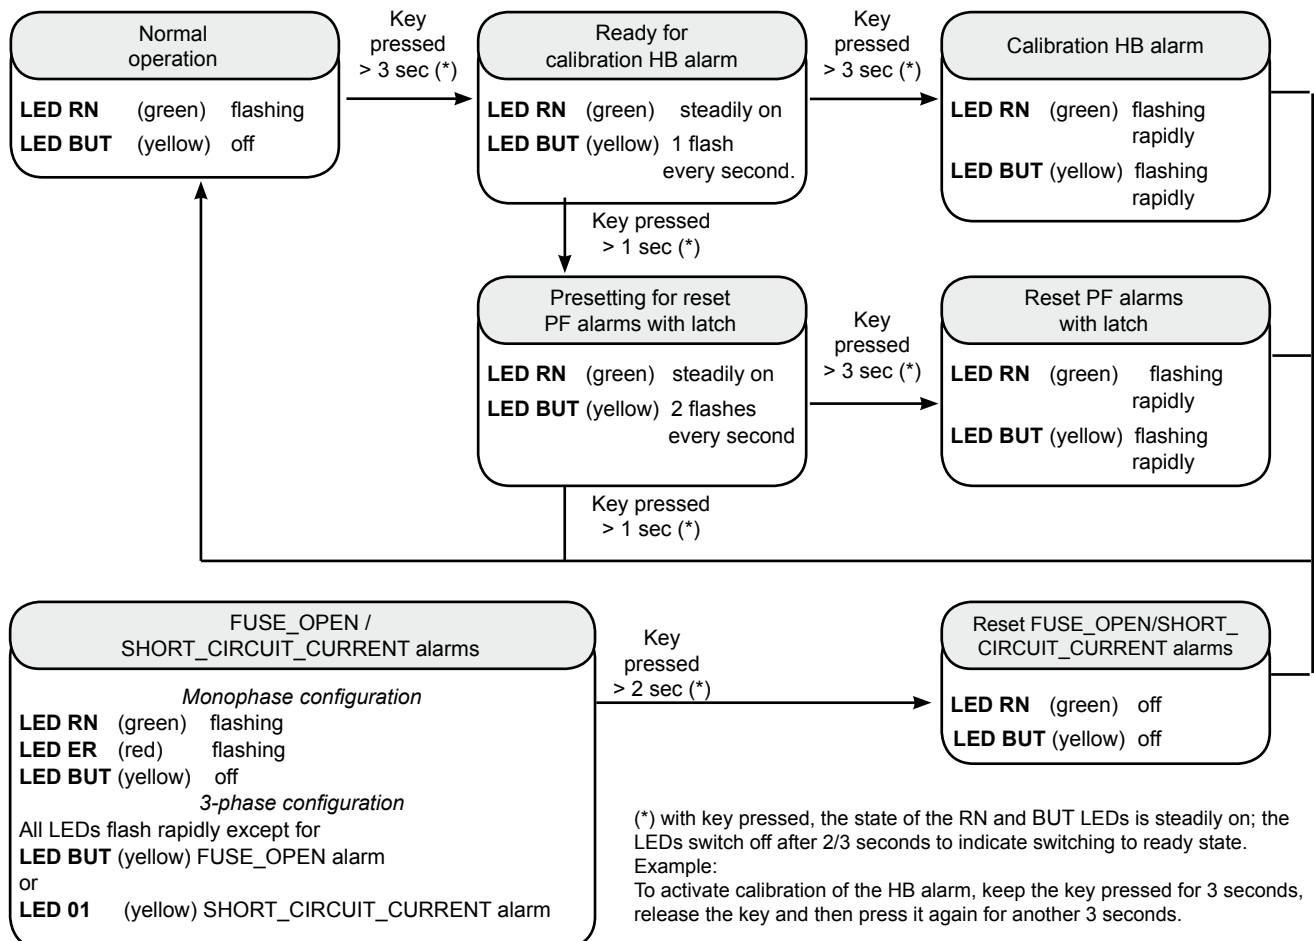 Normal
operation
LED RN (green) flashing
LED BUT (yellow) off
Key
pressed
> 3 sec (*)
Ready for
calibration HB alarm
LED RN (green) steadily on
LED BUT (yellow) 1 flash
every second.
Key
pressed
> 3 sec (*)
Calibration HB alarm
LED RN (green) flashing
rapidly
LED BUT (yellow) flashing
rapidly
Key pressed
> 1 sec (*)
Presetting for reset
PF alarms with latch
LED RN (green) steadily on
LED BUT (yellow) 2 flashes
every second
Key
pressed
> 3 sec (*)
Reset PF alarms
with latch
LED RN (green) flashing
rapidly
LED BUT (yellow) flashing
rapidly
Key pressed
> 1 sec (*)
FUSE_OPEN /
SHORT_CIRCUIT_CURRENT alarms
Monophase configuration
LED RN (green) flashing
LED ER (red) flashing
LED BUT (yellow) off
3-phase configuration
All LEDs flash rapidly except for
LED BUT (yellow) FUSE_OPEN alarm
or
LED 01 (yellow) SHORT_CIRCUIT_CURRENT alarm
Key
pressed
> 2 sec (*)
Reset FUSE_OPEN/SHORT_
CIRCUIT_CURRENT alarms
LED RN (green) off
LED BUT (yellow) off
(*) with key pressed, the state of the RN and BUT LEDs is steadily on; the
LEDs switch off after 2/3 seconds to indicate switching to ready state.
Example:
To activate calibration of the HB alarm, keep the key pressed for 3 seconds,
release the key and then press it again for another 3 seconds.